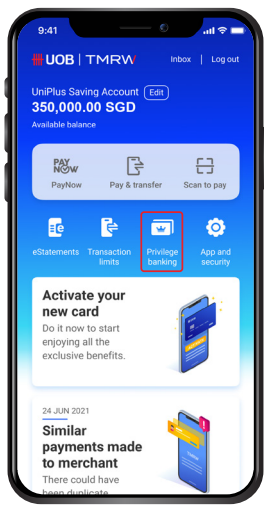 9:41
UOB | TMRW
Inbox | Log out
UniPlus Saving Account Edit
350,000.00 SGD
Available balance
PAY NOW
PayNow
Pay & transfer
Scan to pay
eStatements
Transaction limits
Privilege banking
App and security
Activate your
new card
Do it now to start
enjoying all the
exclusive benefits.
24 JUN 2021
Similar
payments made
to merchant
There could have
been duplicate